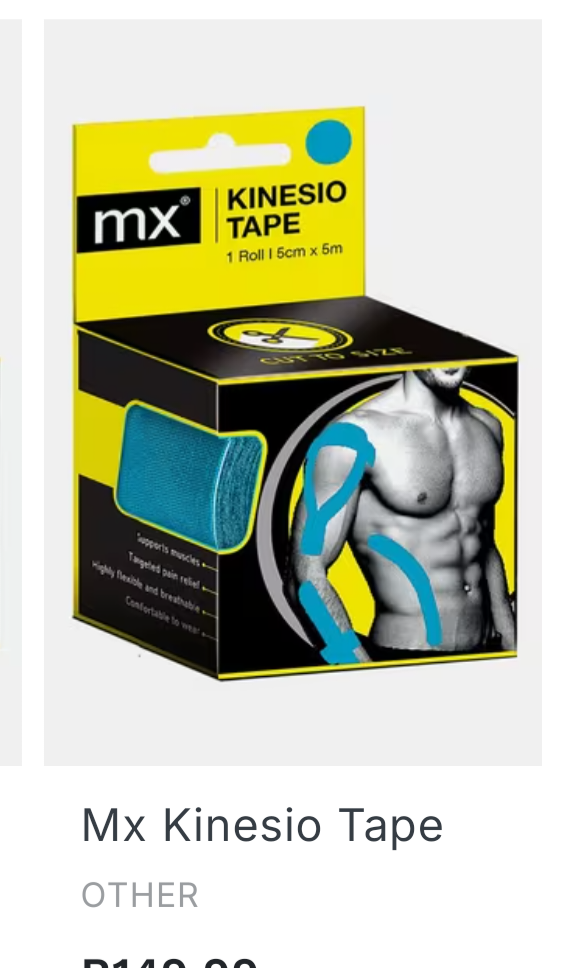 mx®
KINESIO
TAPE
1 Roll | 5cm x 5m
CUT TO SIZE
Supports muscles
Targeted pain relief
Highly flexible and breathable
Comfortable to wear
Mx Kinesio Tape
OTHER